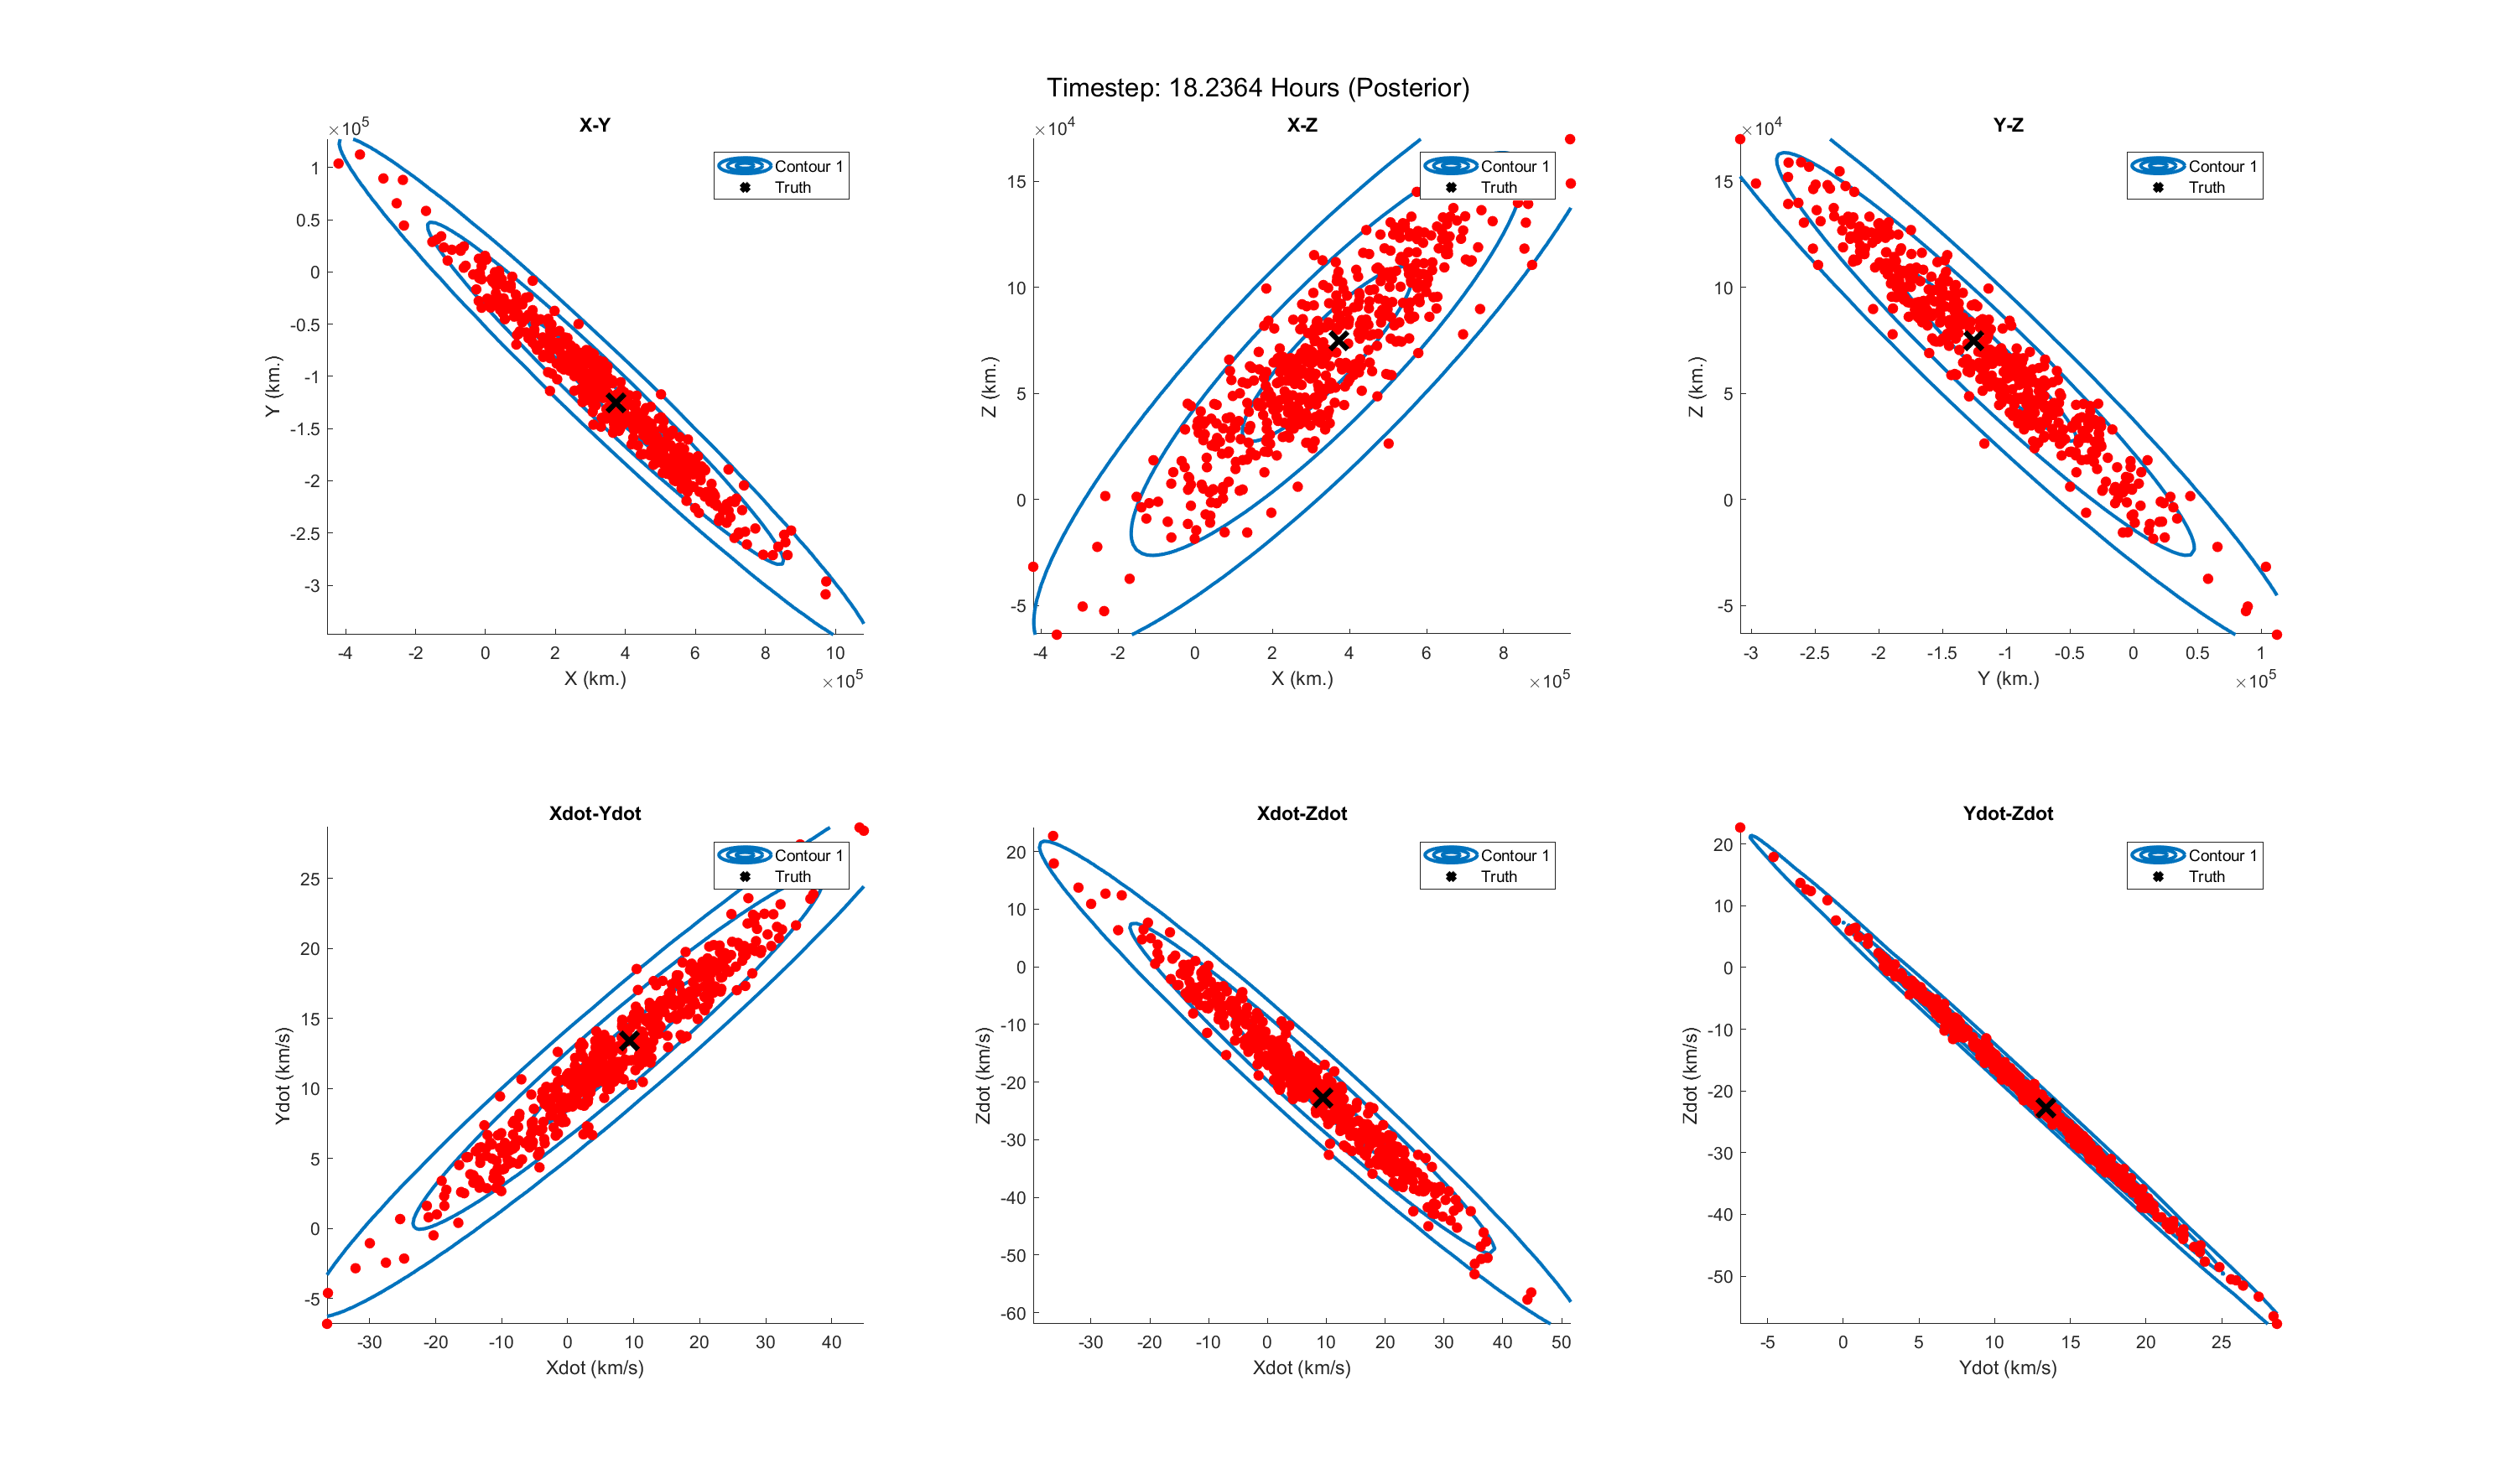 Timestep: 18.2364 Hours (Posterior)
X-Y
×10^5
Contour 1
Truth
1
0.5
0
-0.5
-1
-1.5
-2
-2.5
-3
Y (km.)
-4 -2 0 2 4 6 8 10
X (km.)
×10^5
X-Z
×10^4
Contour 1
Truth
15
10
5
0
-5
Z (km.)
-4 -2 0 2 4 6 8
X (km.)
×10^5
Y-Z
×10^4
Contour 1
Truth
15
10
5
0
-5
Z (km.)
-3 -2.5 -2 -1.5 -1 -0.5 0 0.5 1
Y (km.)
×10^5
Xdot-Ydot
Contour 1
Truth
25
20
15
10
5
0
-5
Ydot (km/s)
-30 -20 -10 0 10 20 30 40
Xdot (km/s)
Xdot-Zdot
Contour 1
Truth
20
10
0
-10
-20
-30
-40
-50
-60
Zdot (km/s)
-30 -20 -10 0 10 20 30 40 50
Xdot (km/s)
Ydot-Zdot
Contour 1
Truth
20
10
0
-10
-20
-30
-40
-50
Zdot (km/s)
-5 0 5 10 15 20 25
Ydot (km/s)